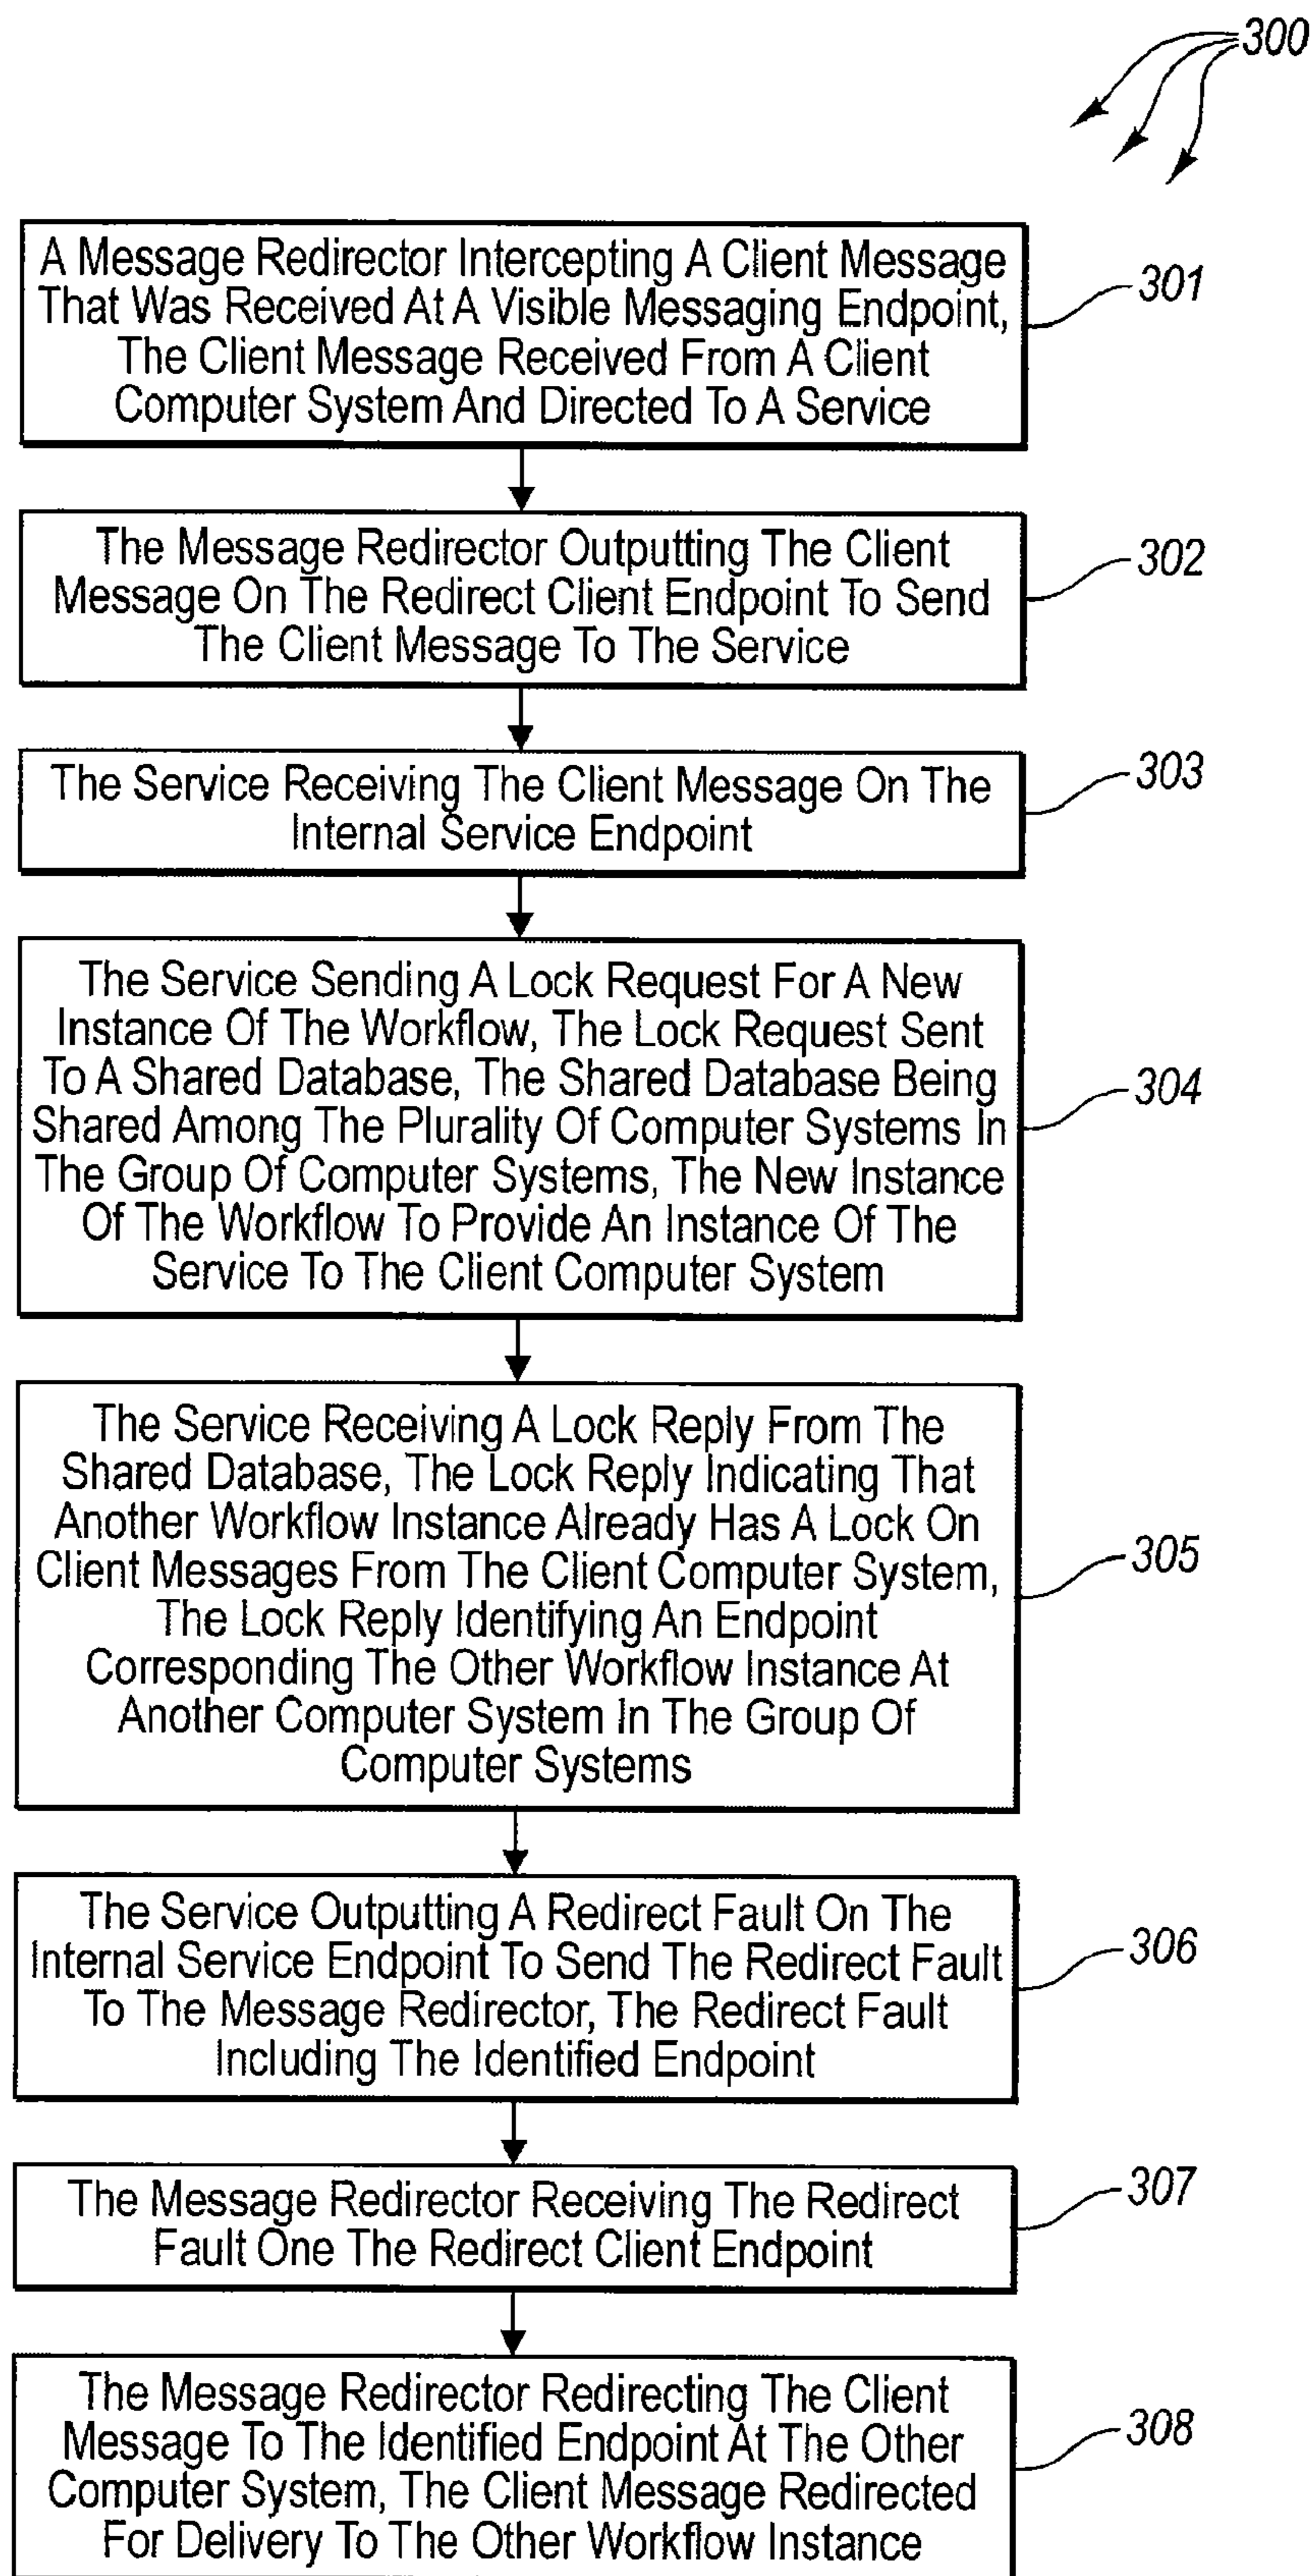 300
A Message Redirector Intercepting A Client Message
That Was Received At A Visible Messaging Endpoint,
The Client Message Received From A Client
Computer System And Directed To A Service
301
The Message Redirector Outputting The Client
Message On The Redirect Client Endpoint To Send
The Client Message To The Service
302
The Service Receiving The Client Message On The
Internal Service Endpoint
303
The Service Sending A Lock Request For A New
Instance Of The Workflow, The Lock Request Sent
To A Shared Database, The Shared Database Being
Shared Among The Plurality Of Computer Systems In
The Group Of Computer Systems, The New Instance
Of The Workflow To Provide An Instance Of The
Service To The Client Computer System
304
The Service Receiving A Lock Reply From The
Shared Database, The Lock Reply Indicating That
Another Workflow Instance Already Has A Lock On
Client Messages From The Client Computer System,
The Lock Reply Identifying An Endpoint
Corresponding The Other Workflow Instance At
Another Computer System In The Group Of
Computer Systems
305
The Service Outputting A Redirect Fault On The
Internal Service Endpoint To Send The Redirect Fault
To The Message Redirector, The Redirect Fault
Including The Identified Endpoint
306
The Message Redirector Receiving The Redirect
Fault One The Redirect Client Endpoint
307
The Message Redirector Redirecting The Client
Message To The Identified Endpoint At The Other
Computer System, The Client Message Redirected
For Delivery To The Other Workflow Instance
308